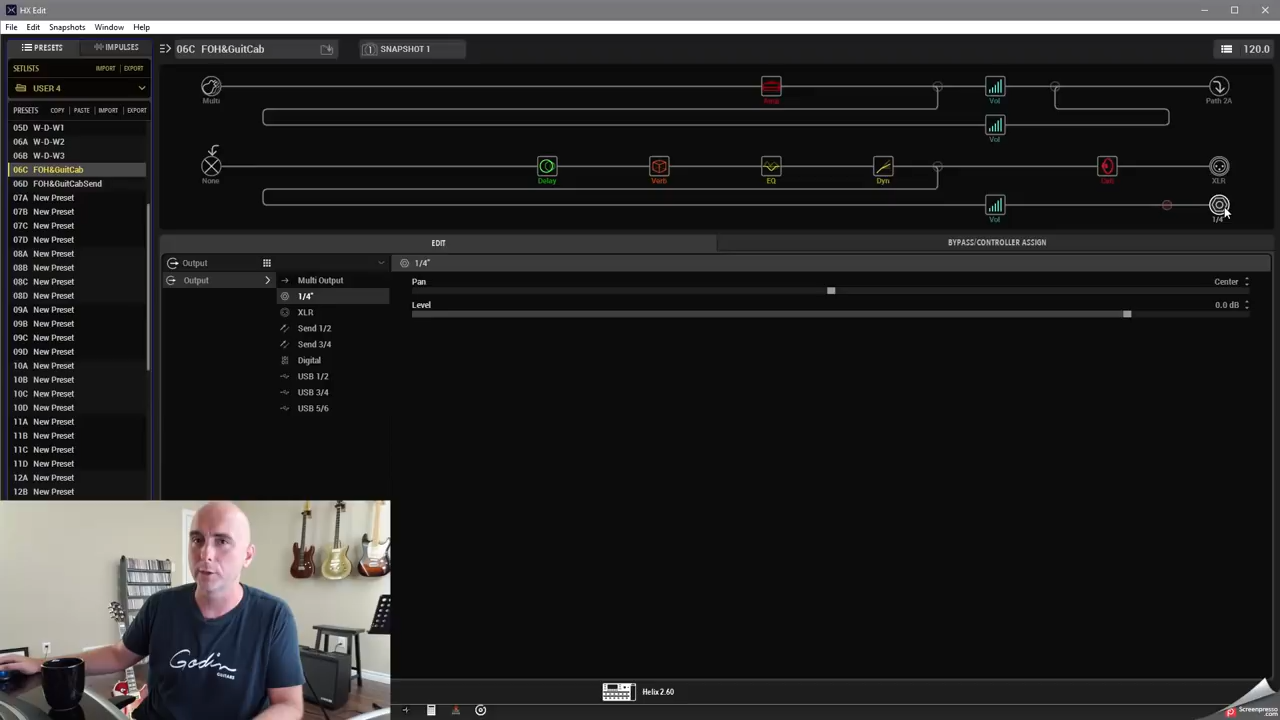 HX Edit
File Edit Snapshots Window Help
PRESETS IMPULSES
06C FOH&GuitCab
1 SNAPSHOT 1
120.0
SETLISTS IMPORT EXPORT
USER 4
PRESETS COPY PASTE IMPORT EXPORT
05D W-D-W1
06A W-D-W2
06B W-D-W3
06C FOH&GuitCab
06D FOH&GuitCabSend
07A New Preset
07B New Preset
07C New Preset
07D New Preset
08A New Preset
08B New Preset
08C New Preset
08D New Preset
09A New Preset
09B New Preset
09C New Preset
09D New Preset
10A New Preset
10B New Preset
10C New Preset
10D New Preset
11A New Preset
11B New Preset
11C New Preset
11D New Preset
12A New Preset
12B New Preset
Multi Amp Vol Path 2A
Vol
None Delay Verb EQ Dyn Cab XLR
Vol 1/4"
EDIT
BYPASS/CONTROLLER ASSIGN
Output
Output
Multi Output
1/4"
XLR
Send 1/2
Send 3/4
Digital
USB 1/2
USB 3/4
USB 5/6
1/4"
Pan Center
Level 0.0 dB
Godin
GUITARS
Helix 2.60
Screenpresso
.com